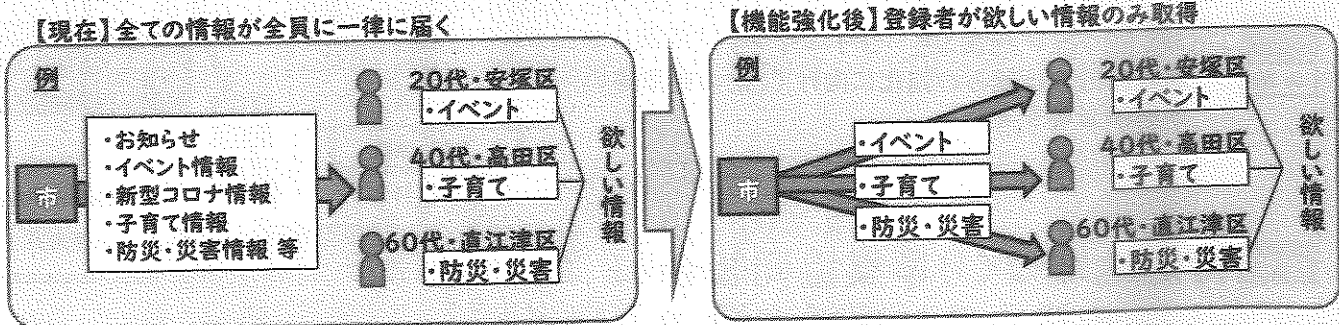 【現在】全ての情報が全員に一律に届く
例
市
・お知らせ
・イベント情報
・新型コロナ情報
・子育て情報
・防災・災害情報 等
20代・安塚区
・イベント
40代・高田区
・子育て
60代・直江津区
・防災・災害
欲しい情報
【機能強化後】登録者が欲しい情報のみ取得
例
市
・イベント
・子育て
・防災・災害
20代・安塚区
・イベント
40代・高田区
・子育て
60代・直江津区
・防災・災害
欲しい情報